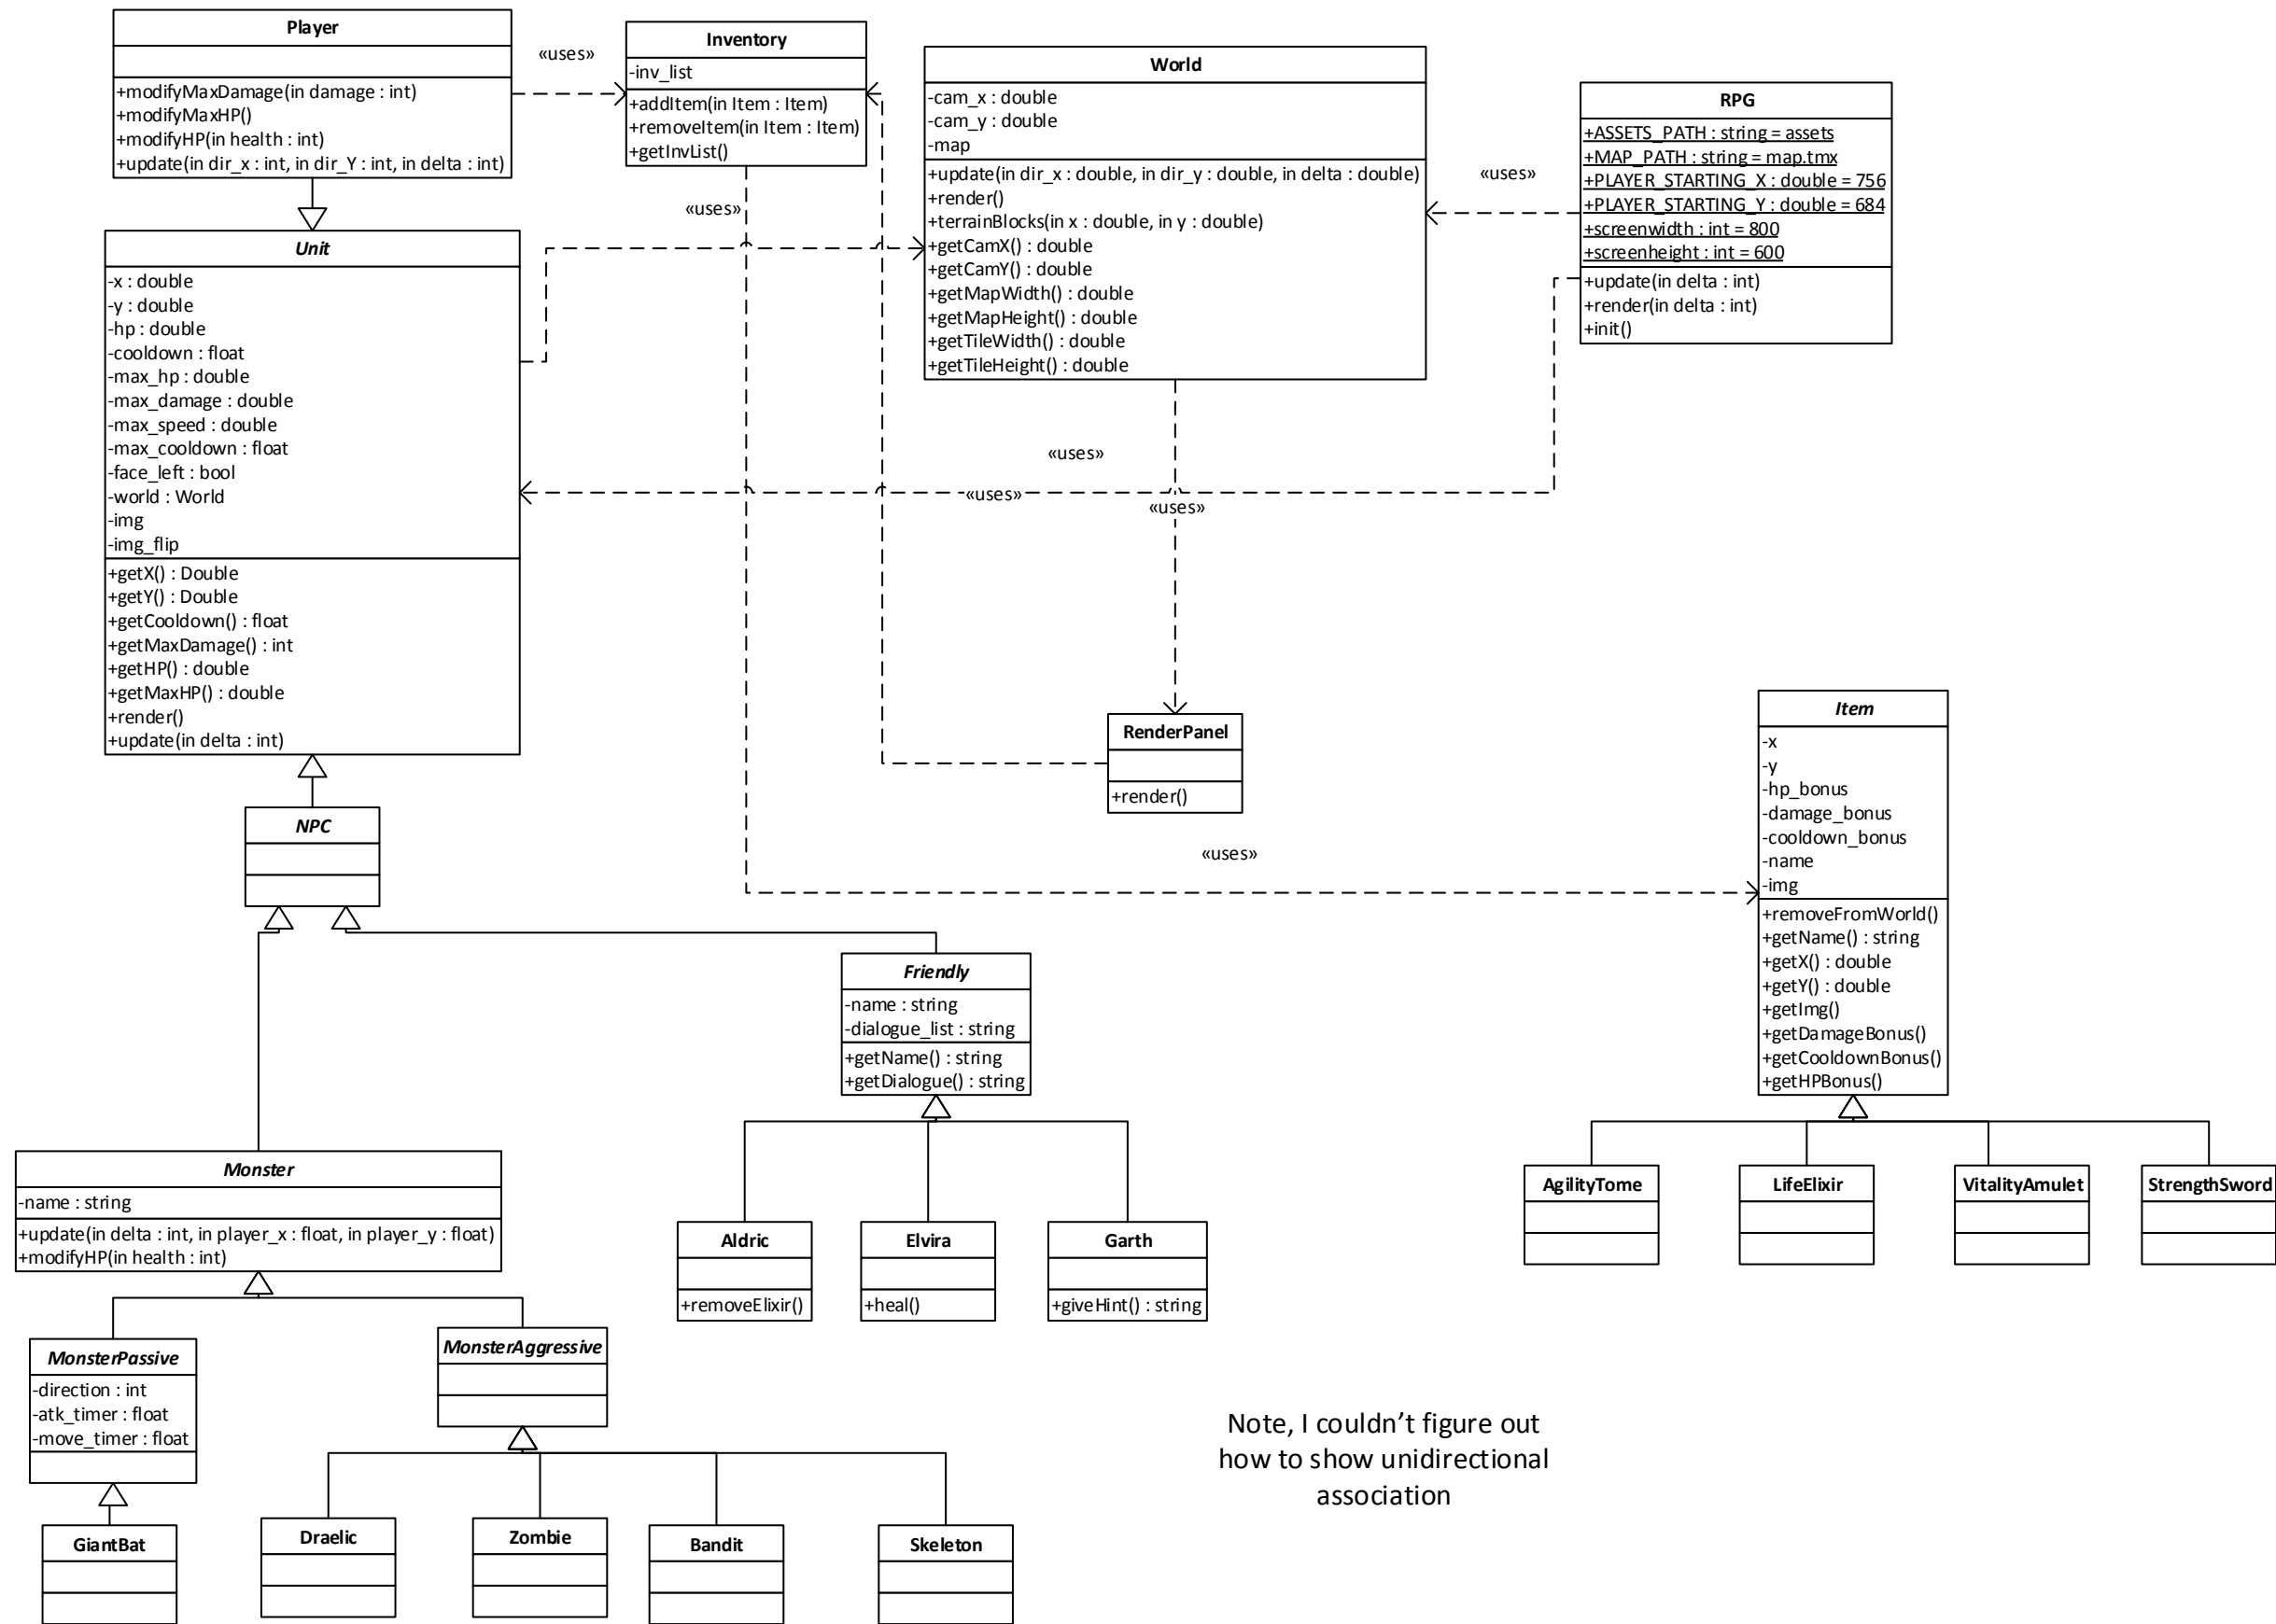 Player
+modifyMaxDamage(in damage : int)
+modifyMaxHP()
+modifyHP(in health : int)
+update(in dir_x : int, in dir_Y : int, in delta : int)
«uses»
Inventory
-inv_list
+addItem(in Item : Item)
+removeItem(in Item : Item)
+getInvList()
«uses»
World
-cam_x : double
-cam_y : double
-map
+update(in dir_x : double, in dir_y : double, in delta : double)
+render()
+terrainBlocks(in x : double, in y : double)
+getCamX() : double
+getCamY() : double
+getMapWidth() : double
+getMapHeight() : double
+getTileWidth() : double
+getTileHeight() : double
«uses»
RPG
+ASSETS_PATH : string = assets
+MAP_PATH : string = map.tmx
+PLAYER_STARTING_X : double = 756
+PLAYER_STARTING_Y : double = 684
+screenwidth : int = 800
+screenheight : int = 600
+update(in delta : int)
+render(in delta : int)
+init()
Unit
-x : double
-y : double
-hp : double
-cooldown : float
-max_hp : double
-max_damage : double
-max_speed : double
-max_cooldown : float
-face_left : bool
-world : World
-img
-img_flip
+getX() : Double
+getY() : Double
+getCooldown() : float
+getMaxDamage() : int
+getHP() : double
+getMaxHP() : double
+render()
+update(in delta : int)
«uses»
«uses»
«uses»
RenderPanel
+render()
«uses»
Item
-x
-y
-hp_bonus
-damage_bonus
-cooldown_bonus
-name
-img
+removeFromWorld()
+getName() : string
+getX() : double
+getY() : double
+getImg()
+getDamageBonus()
+getCooldownBonus()
+getHPBonus()
NPC
Friendly
-name : string
-dialogue_list : string
+getName() : string
+getDialogue() : string
Monster
-name : string
+update(in delta : int, in player_x : float, in player_y : float)
+modifyHP(in health : int)
Aldric
+removeElixir()
Elvira
+heal()
Garth
+giveHint() : string
AgilityTome
LifeElixir
VitalityAmulet
StrengthSword
MonsterPassive
-direction : int
-atk_timer : float
-move_timer : float
MonsterAggressive
GiantBat
Draelic
Zombie
Bandit
Skeleton
Note, I couldn’t figure out
how to show unidirectional
association